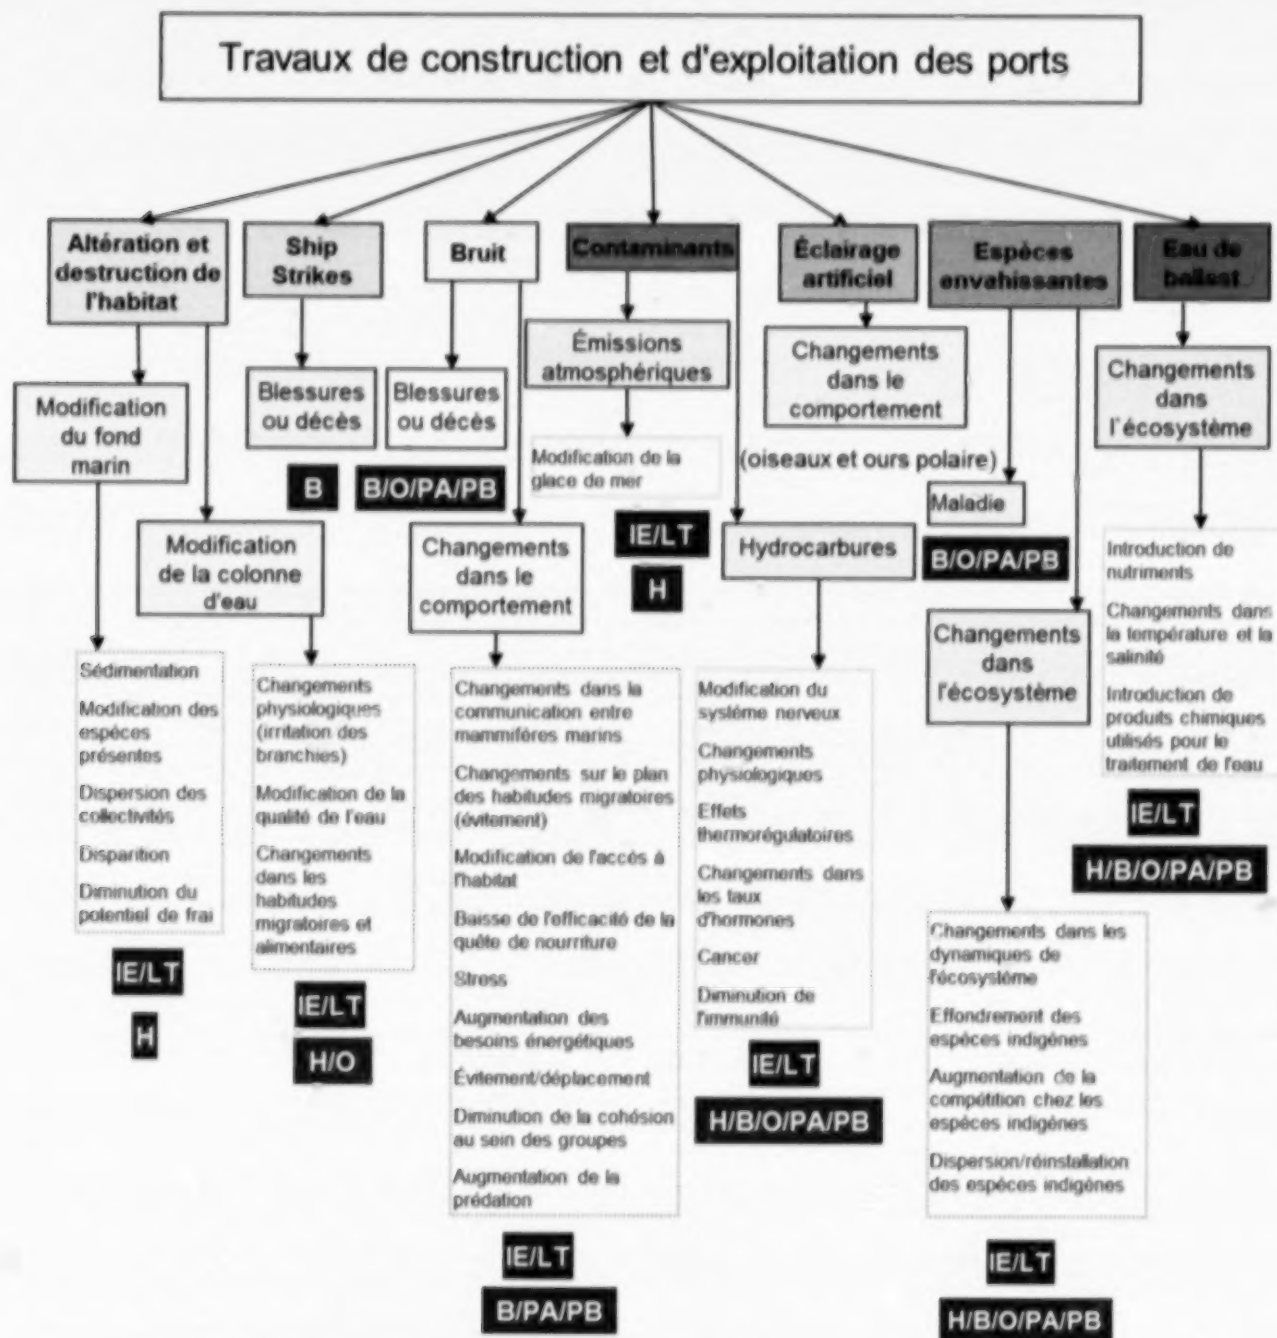 Travaux de construction et d'exploitation des ports
Altération et
destruction de
l'habitat
Ship
Strikes
Bruit
Contaminants
Éclairage
artificiel
Espèces
envahissantes
Eau de
ballast
Modification
du fond
marin
Blessures
ou décès
Blessures
ou décès
Émissions
atmosphériques
Changements
dans le
comportement
Changements
dans
l'écosystème
B
B/O/PA/PB
Modification de la
glace de mer
(oiseaux et ours polaire)
Maladie
Modification
de la colonne
d'eau
Changements
dans le
comportement
IE/LT
H
Hydrocarbures
B/O/PA/PB
Changements
dans
l'écosystème
Introduction de
nutriments
Changements dans
la température et la
salinité
Introduction de
produits chimiques
utilisés pour le
traitement de l'eau
IE/LT
H/B/O/PA/PB
Sédimentation
Modification des
espèces
présentes
Dispersion des
collectivités
Disparition
Diminution du
potentiel de frai
IE/LT
H
Changements
physiologiques
(irritation des
branchies)
Modification de la
qualité de l'eau
Changements
dans les
habitudes
migratoires et
alimentaires
IE/LT
H/O
Changements dans la
communication entre
mammifères marins
Changements sur le plan
des habitudes migratoires
(évitement)
Modification de l'accès à
l'habitat
Baisse de l'efficacité de la
quête de nourriture
Stress
Augmentation des
besoins énergétiques
Évitement/déplacement
Diminution de la cohésion
au sein des groupes
Augmentation de la
prédation
IE/LT
B/PA/PB
Modification du
système nerveux
Changements
physiologiques
Effets
thermorégulatoires
Changements dans
les taux
d'hormones
Cancer
Diminution de
l'immunité
IE/LT
H/B/O/PA/PB
Changements dans les
dynamiques de
l'écosystème
Effondrement des
espèces indigènes
Augmentation de la
compétition chez les
espèces indigènes
Dispersion/réinstallation
des espèces indigènes
IE/LT
H/B/O/PA/PB